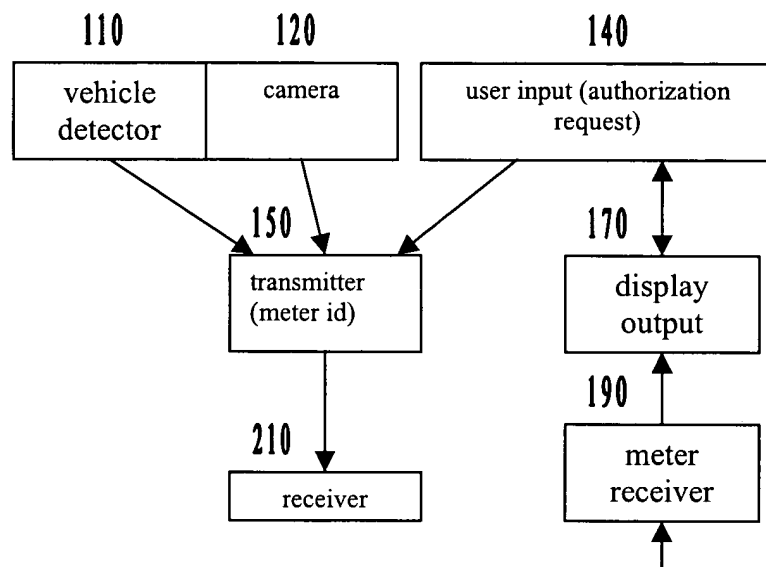 110
120
140
vehicle
detector
camera
user input (authorization
request)
150
170
transmitter
(meter id)
display
output
190
210
receiver
meter
receiver